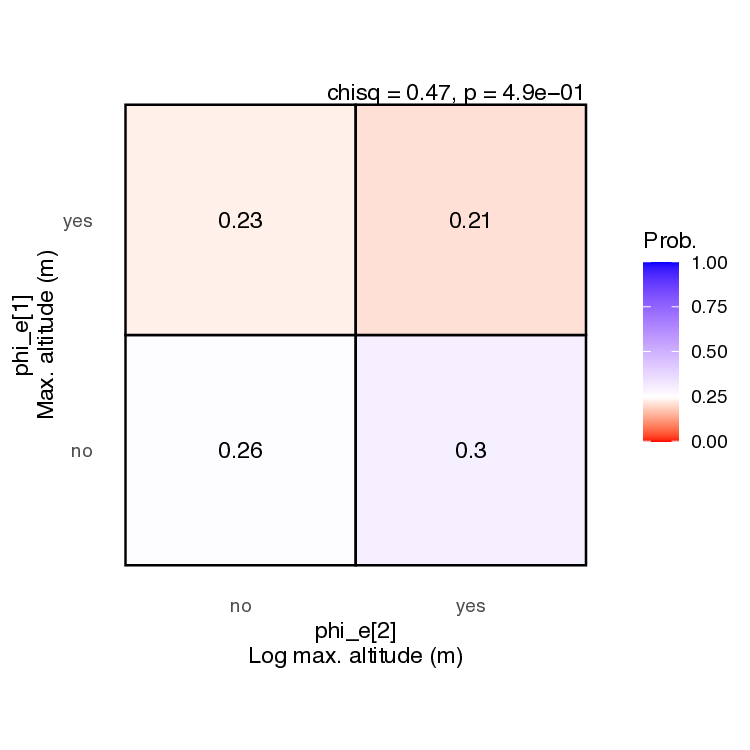 chisq = 0.47, p = 4.9e−01
yes
0.23
0.21
no
0.26
0.3
no
yes
phi_e[2]
Log max. altitude (m)
phi_e[1]
Max. altitude (m)
Prob.
1.00
0.75
0.50
0.25
0.00